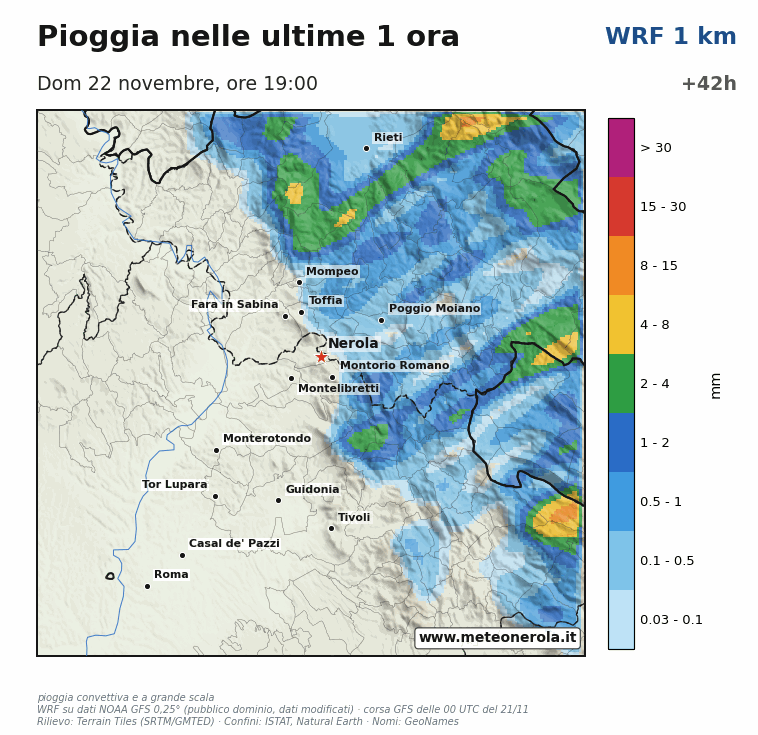 Pioggia nelle ultime 1 ora
WRF 1 km
Dom 22 novembre, ore 19:00
+42h
Rieti
> 30
15 - 30
8 - 15
4 - 8
2 - 4
1 - 2
0.5 - 1
0.1 - 0.5
0.03 - 0.1
mm
Mompeo
Fara in Sabina
Toffia
Poggio Moiano
Nerola
Montorio Romano
Montelibretti
Monterotondo
Tor Lupara
Guidonia
Tivoli
Casal de' Pazzi
Roma
www.meteonerola.it
pioggia convettiva e a grande scala
WRF su dati NOAA GFS 0,25° (pubblico dominio, dati modificati) · corsa GFS delle 00 UTC del 21/11
Rilievo: Terrain Tiles (SRTM/GMTED) · Confini: ISTAT, Natural Earth · Nomi: GeoNames